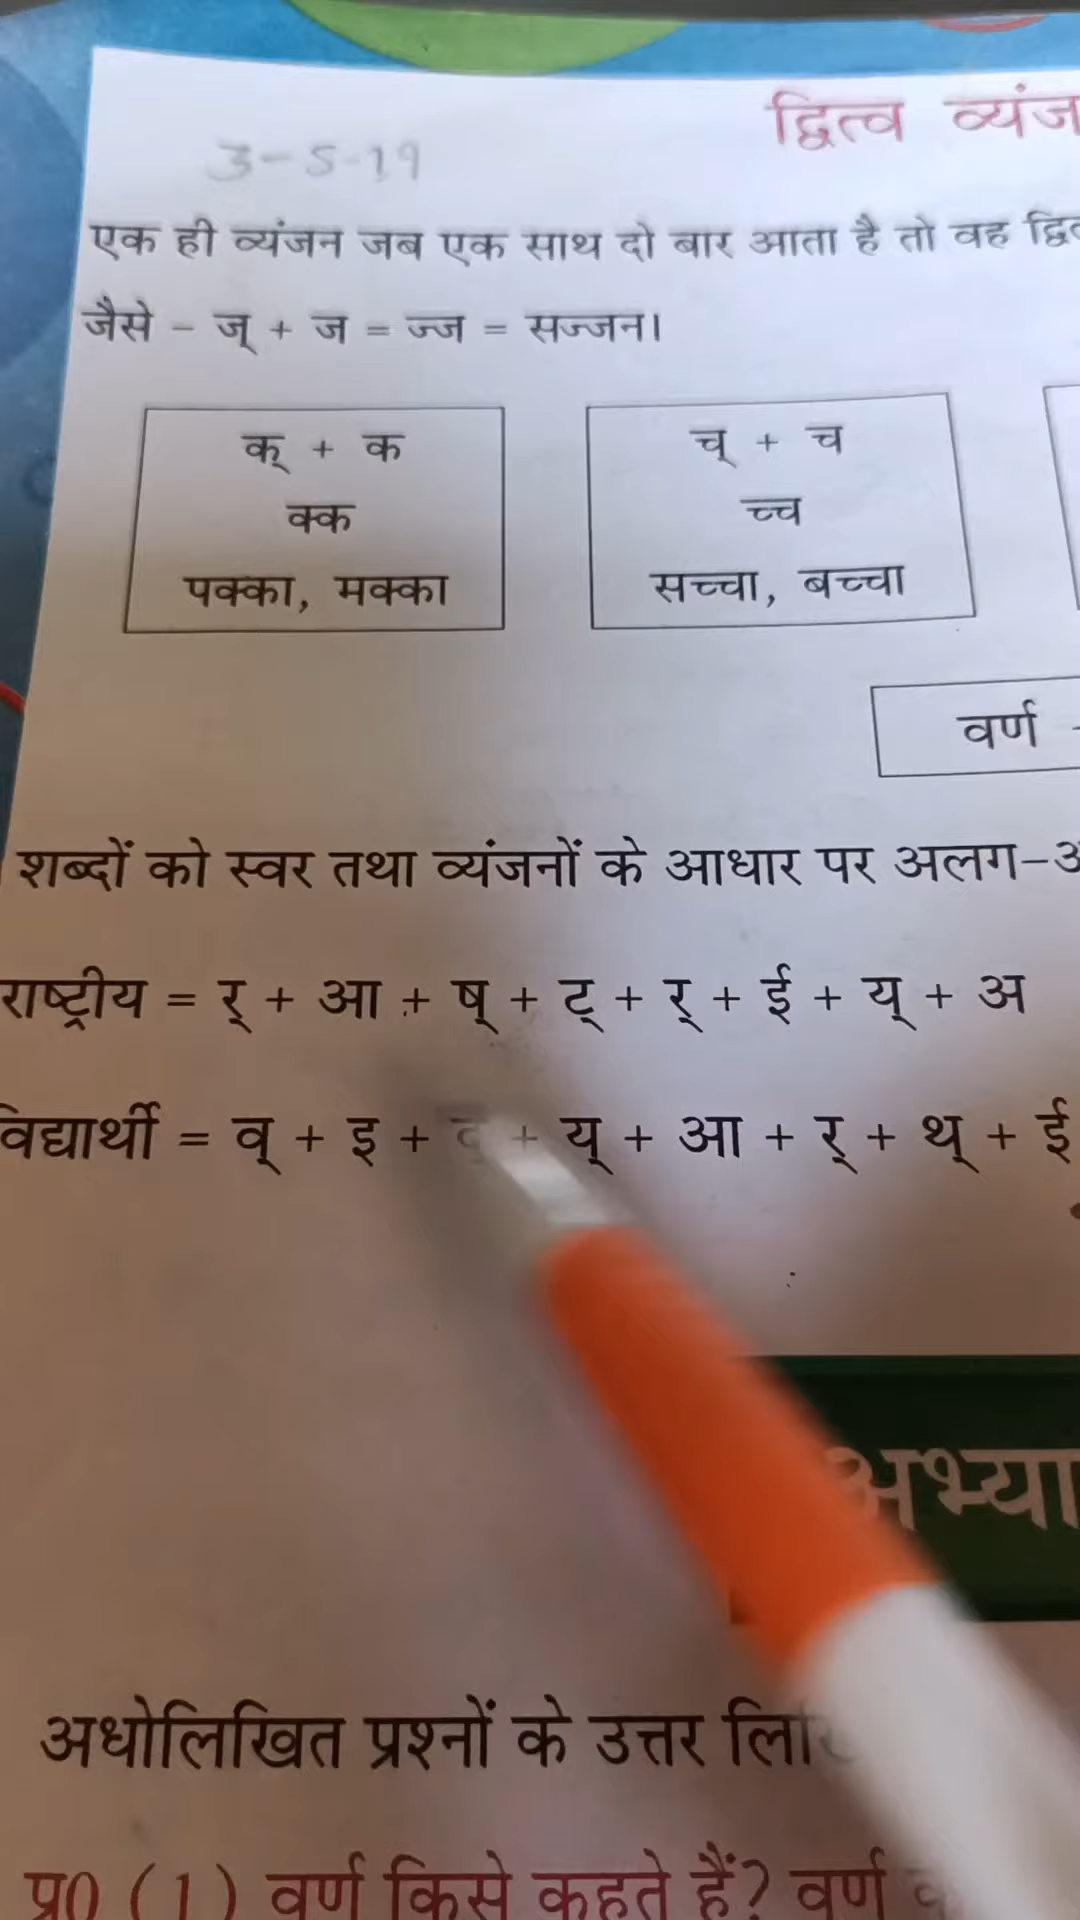 द्वित्व
3-5-19
एक ही व्यंजन जब एक साथ दो बार आता है तो वह
जैसे - ज् + ज = ज्ज = सज्जन।
क् + क
क्क
पक्का, मक्का
च् + च
च्च
सच्चा, बच्चा
वर्ण
शब्दों को स्वर तथा व्यंजनों के आधार पर अलग-
राष्ट्रीय = र् + आ + ष् + ट् + र् + ई + य् + अ
विद्यार्थी = व् + इ + द् + य् + आ + र् + थ् + ई
अधोलिखित प्रश्नों के उत्तर
प्र0 (1) वर्ण किसे कहते हैं? वर्ण